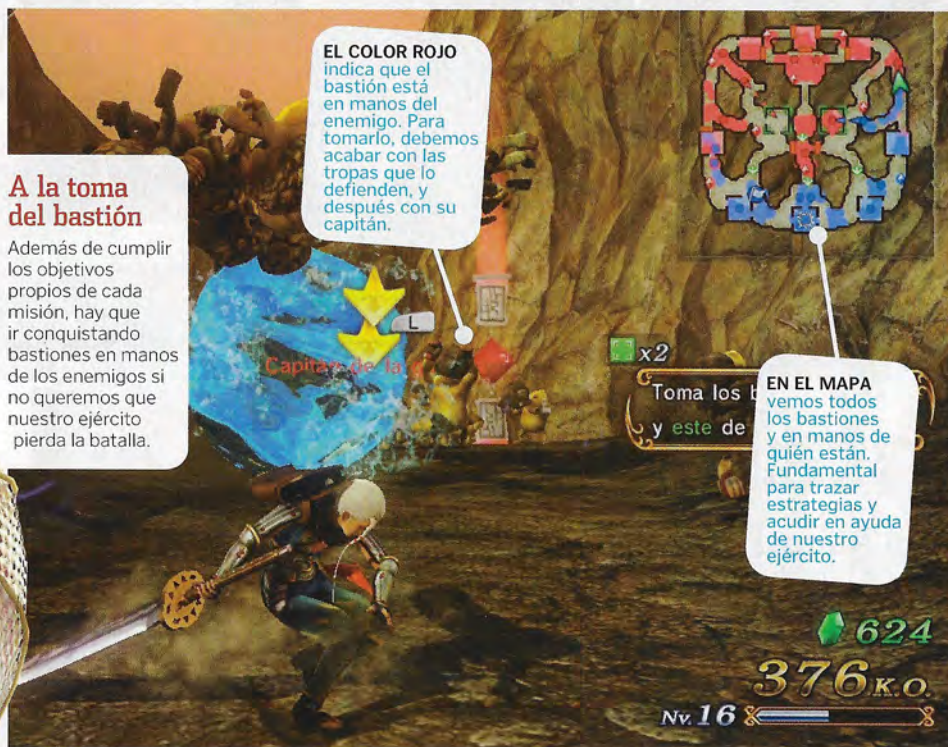 A la toma
del bastión
Además de cumplir
los objetivos
propios de cada
misión, hay que
ir conquistando
bastiones en manos
de los enemigos si
no queremos que
nuestro ejército
pierda la batalla.
EL COLOR ROJO
indica que el
bastión está
en manos del
enemigo. Para
tomarlo, debemos
acabar con las
tropas que lo
defienden, y
después con su
capitán.
L
Capitán de la
x2
Toma los
y este de
EN EL MAPA
vemos todos
los bastiones
y en manos de
quién están.
Fundamental
para trazar
estrategias y
acudir en ayuda
de nuestro
ejército.
624
376 K.O.
Nv. 16